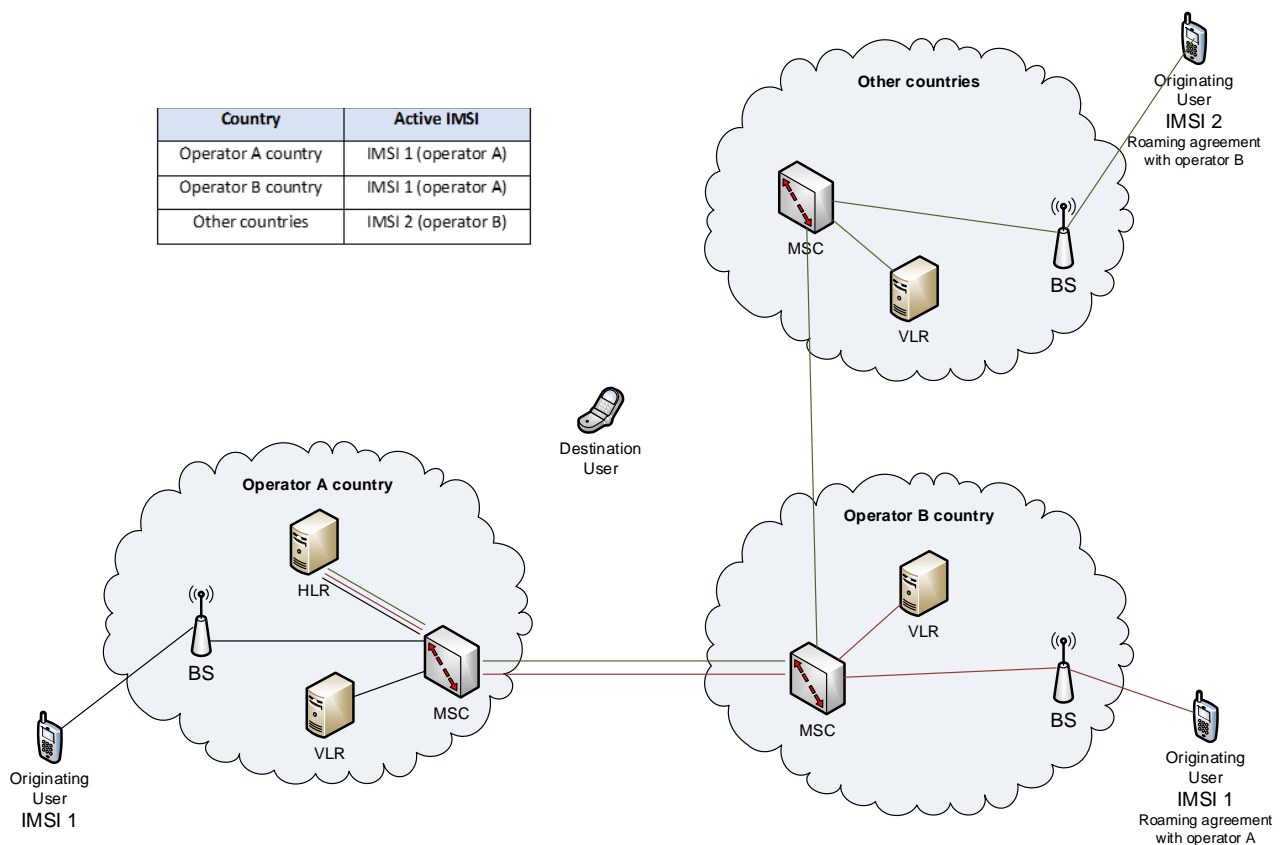 Country Active IMSI
Operator A country IMSI 1 (operator A)
Operator B country IMSI 1 (operator A)
Other countries IMSI 2 (operator B)
Other countries
Originating
User
IMSI 2
Roaming agreement
with operator B
MSC
BS
VLR
Destination
User
Operator A country
HLR
BS
MSC
VLR
Originating
User
IMSI 1
Operator B country
VLR
MSC
BS
Originating
User
IMSI 1
Roaming agreement
with operator A